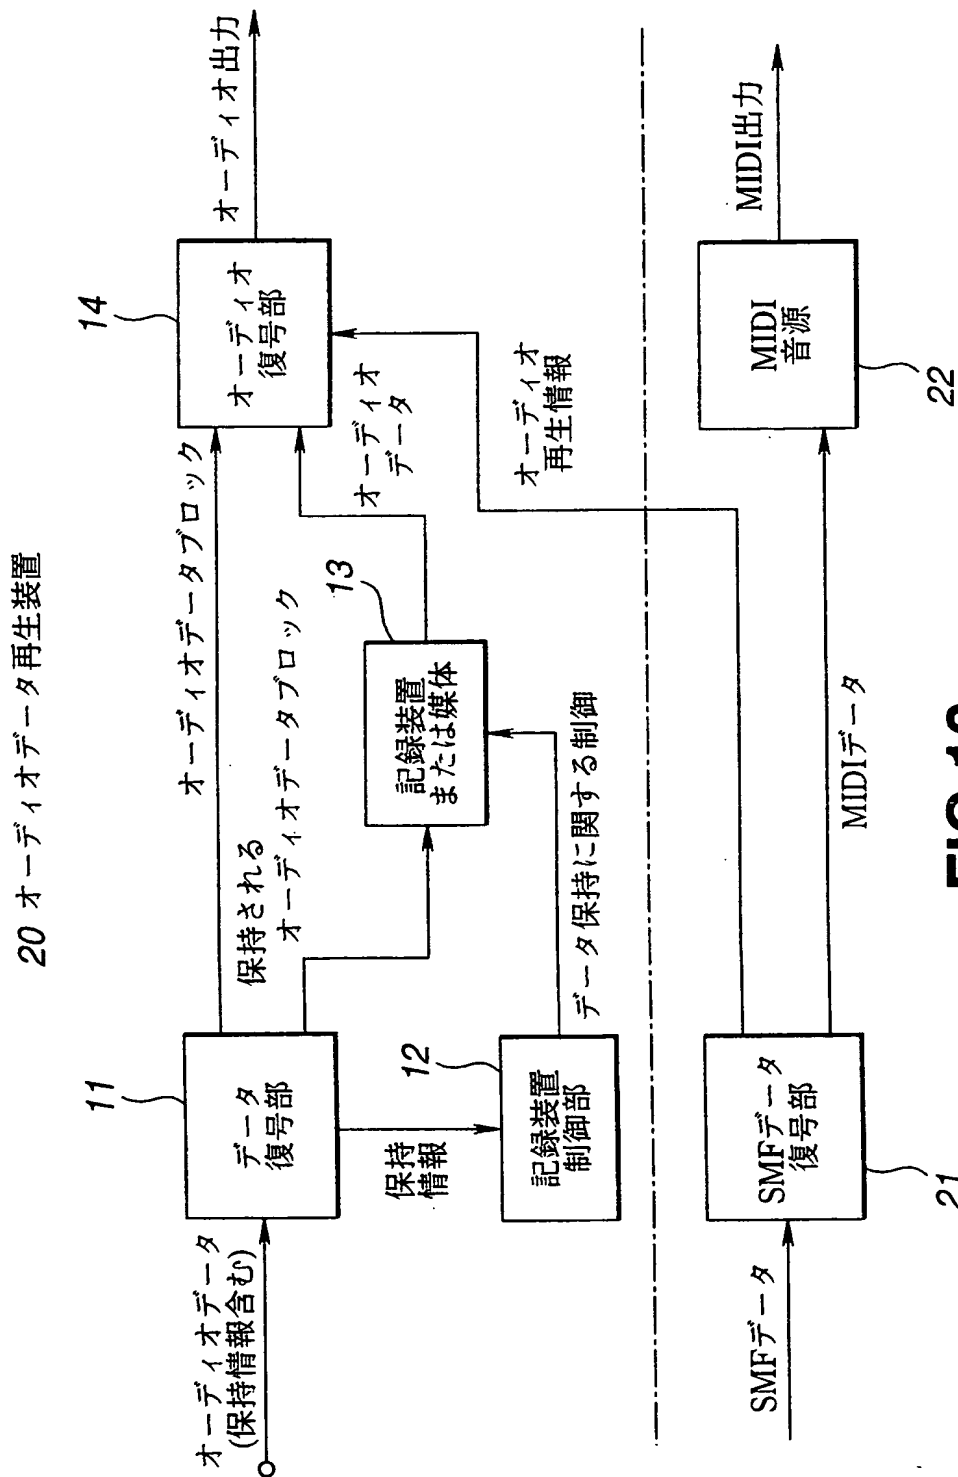 20 オーディオデータ再生装置
オーディオデータ
(保持情報含む)
11
データ
復号部
オーディオデータブロック
保持される
オーディオデータブロック
保持
情報
12
記録装置
制御部
データ保持に関する制御
13
記録装置
または媒体
オーディオ
データ
14
オーディオ
復号部
オーディオ出力
オーディオ
再生情報
SMFデータ
SMFデータ
復号部
21
MIDIデータ
MIDI
音源
22
MIDI出力